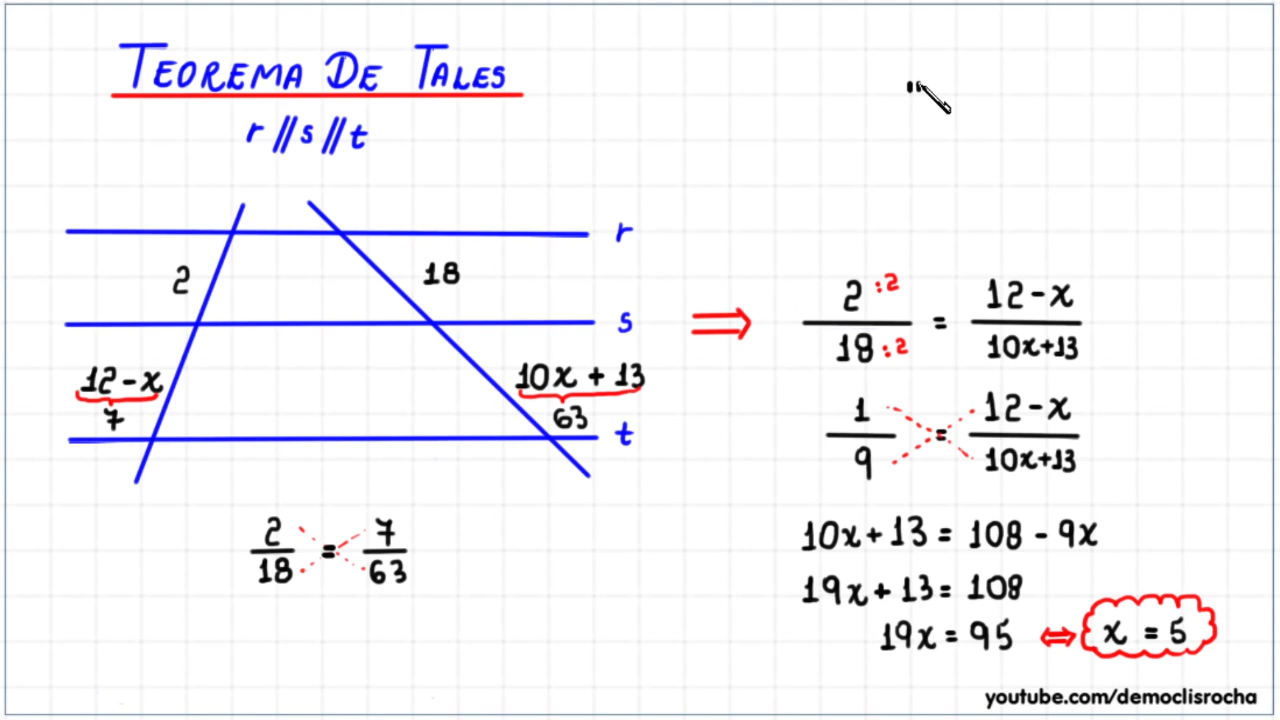 TEOREMA DE TALES
r // s // t
r
2
18
s
12 - x
10x + 13
7
63
t
2/18 = 7/63
2 :2 / 18 :2 = 12 - x / 10x+13
1/9 = 12 - x / 10x+13
10x + 13 = 108 - 9x
19x + 13 = 108
19x = 95 ⇔ x = 5
youtube.com/democlisrocha